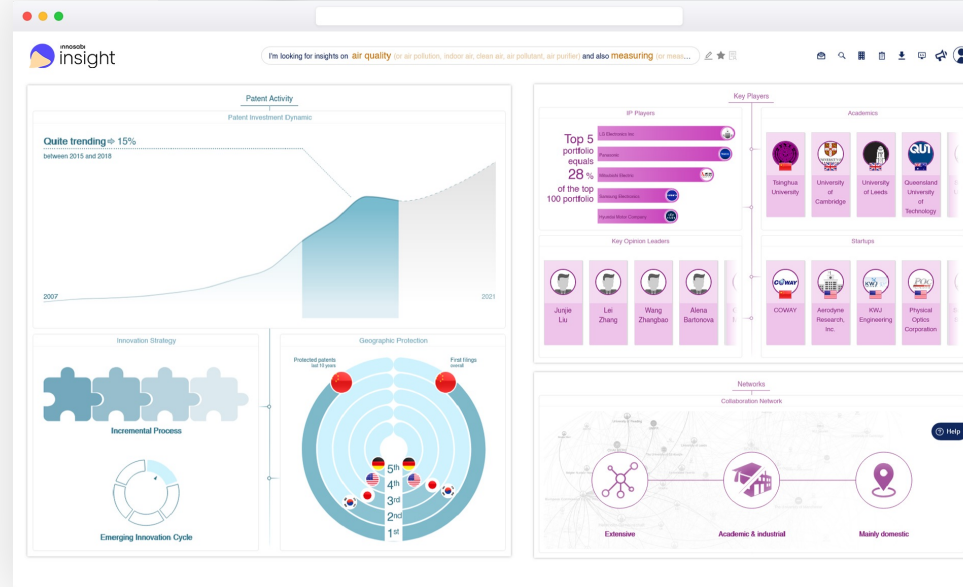 innosabi
insight
I'm looking for insights on air quality (or air pollution, indoor air, clean air, air pollutant, air purifier) and also measuring (or meas...
Patent Activity
Patent Investment Dynamic
Quite trending ⇨ 15%
between 2015 and 2018
2007
2021
Innovation Strategy
Incremental Process
Emerging Innovation Cycle
Geographic Protection
Protected patents
last 10 years
First filings
overall
5th
4th
3rd
2nd
1st
Key Players
IP Players
Top 5
portfolio
equals
28 %
of the top
100 portfolio
LG Electronics Inc
Panasonic
Mitsubishi Electric
Samsung Electronics
Hyundai Motor Company
Academics
Tsinghua
University
University
of
Cambridge
University
of Leeds
QUT
Queensland
University
of
Technology
Key Opinion Leaders
Junjie
Liu
Lei
Zhang
Wang
Zhangbao
Alena
Bartonova
Startups
COWAY
COWAY
Aerodyne
Research,
Inc.
KWJ
KWJ
Engineering
POC
Physical
Optics
Corporation
Networks
Collaboration Network
Extensive
Academic & industrial
Mainly domestic
Help